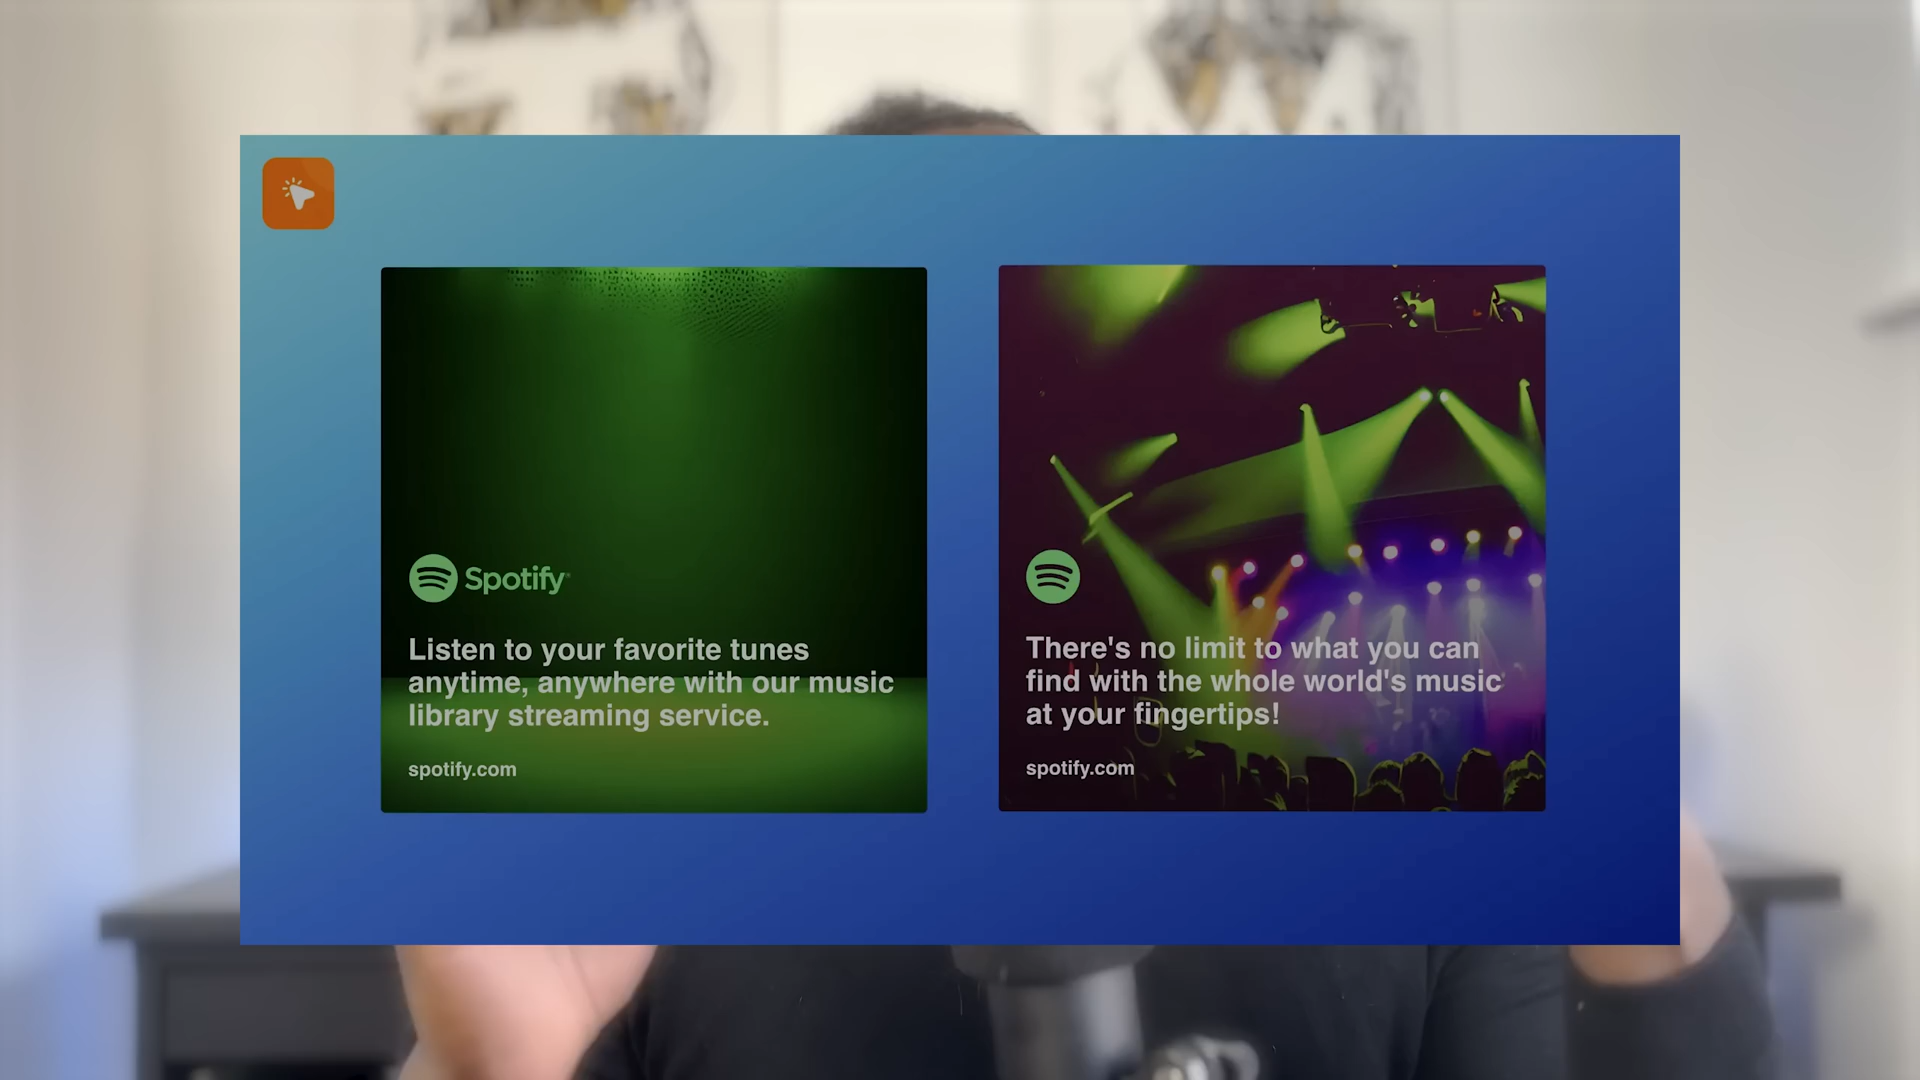 Spotify
Listen to your favorite tunes
anytime, anywhere with our music
library streaming service.
spotify.com
There's no limit to what you can
find with the whole world's music
at your fingertips!
spotify.com